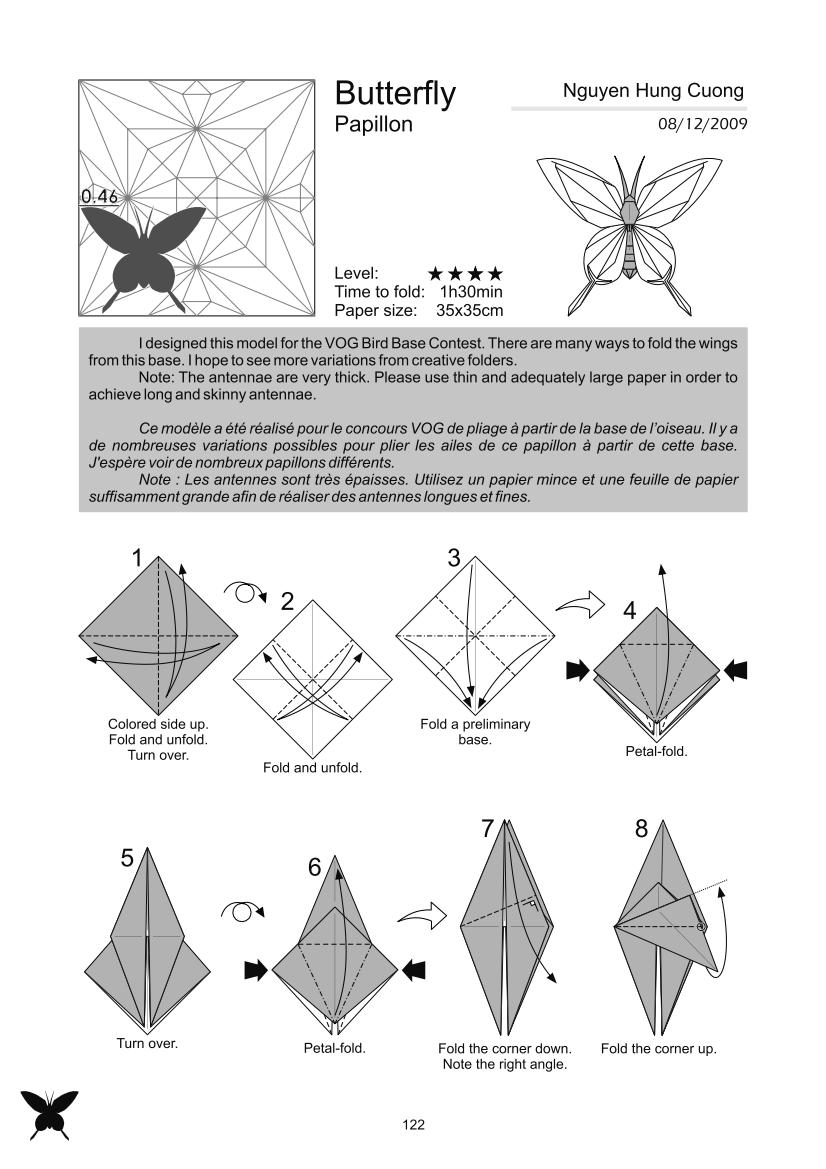 Butterfly
Papillon
Nguyen Hung Cuong
08/12/2009
0.46
Level: ★★★★
Time to fold: 1h30min
Paper size: 35x35cm
I designed this model for the VOG Bird Base Contest. There are many ways to fold the wings
from this base. I hope to see more variations from creative folders.
Note: The antennae are very thick. Please use thin and adequately large paper in order to
achieve long and skinny antennae.
Ce modèle a été réalisé pour le concours VOG de pliage à partir de la base de l'oiseau. Il y a
de nombreuses variations possibles pour plier les ailes de ce papillon à partir de cette base.
J'espère voir de nombreux papillons différents.
Note : Les antennes sont très épaisses. Utilisez un papier mince et une feuille de papier
suffisamment grande afin de réaliser des antennes longues et fines.
1
Colored side up.
Fold and unfold.
Turn over.
2
Fold and unfold.
3
Fold a preliminary
base.
4
Petal-fold.
5
Turn over.
6
Petal-fold.
7
Fold the corner down.
Note the right angle.
8
Fold the corner up.
122